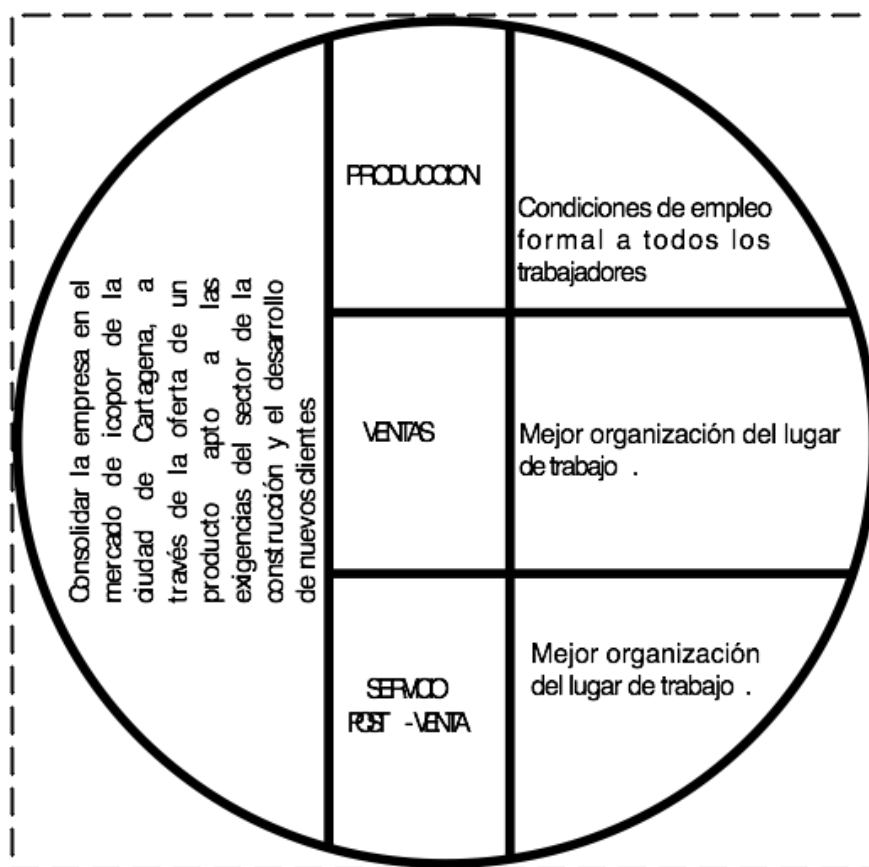 Consolidar la empresa en el
mercado de icopor de la
ciudad de Cartagena, a
través de la oferta de un
producto apto a las
exigencias del sector de la
construcción y el desarrollo
de nuevos clientes
PRODUCCION
Condiciones de empleo
formal a todos los
trabajadores
VENTAS
Mejor organización del lugar
de trabajo .
SERVICIO
POST - VENTA
Mejor organización
del lugar de trabajo .